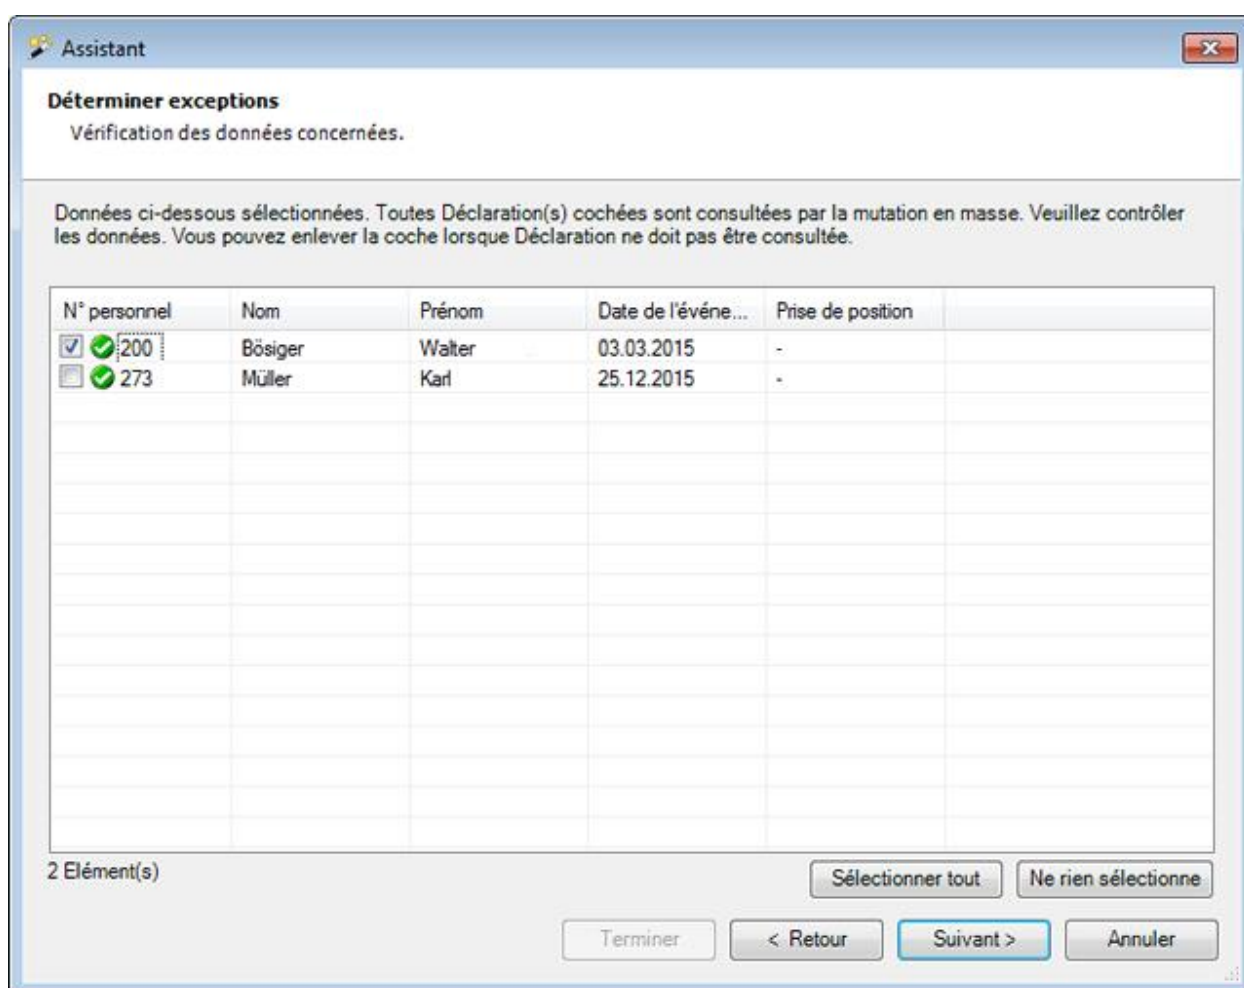 Assistant
Déterminer exceptions
Vérification des données concernées.
Données ci-dessous sélectionnées. Toutes Déclaration(s) cochées sont consultées par la mutation en masse. Veuillez contrôler
les données. Vous pouvez enlever la coche lorsque Déclaration ne doit pas être consultée.
N° personnel Nom Prénom Date de l'événe... Prise de position
200 Bösiger Walter 03.03.2015 -
273 Müller Karl 25.12.2015 -
2 Elément(s)
Sélectionner tout Ne rien sélectionne
Terminer < Retour Suivant > Annuler